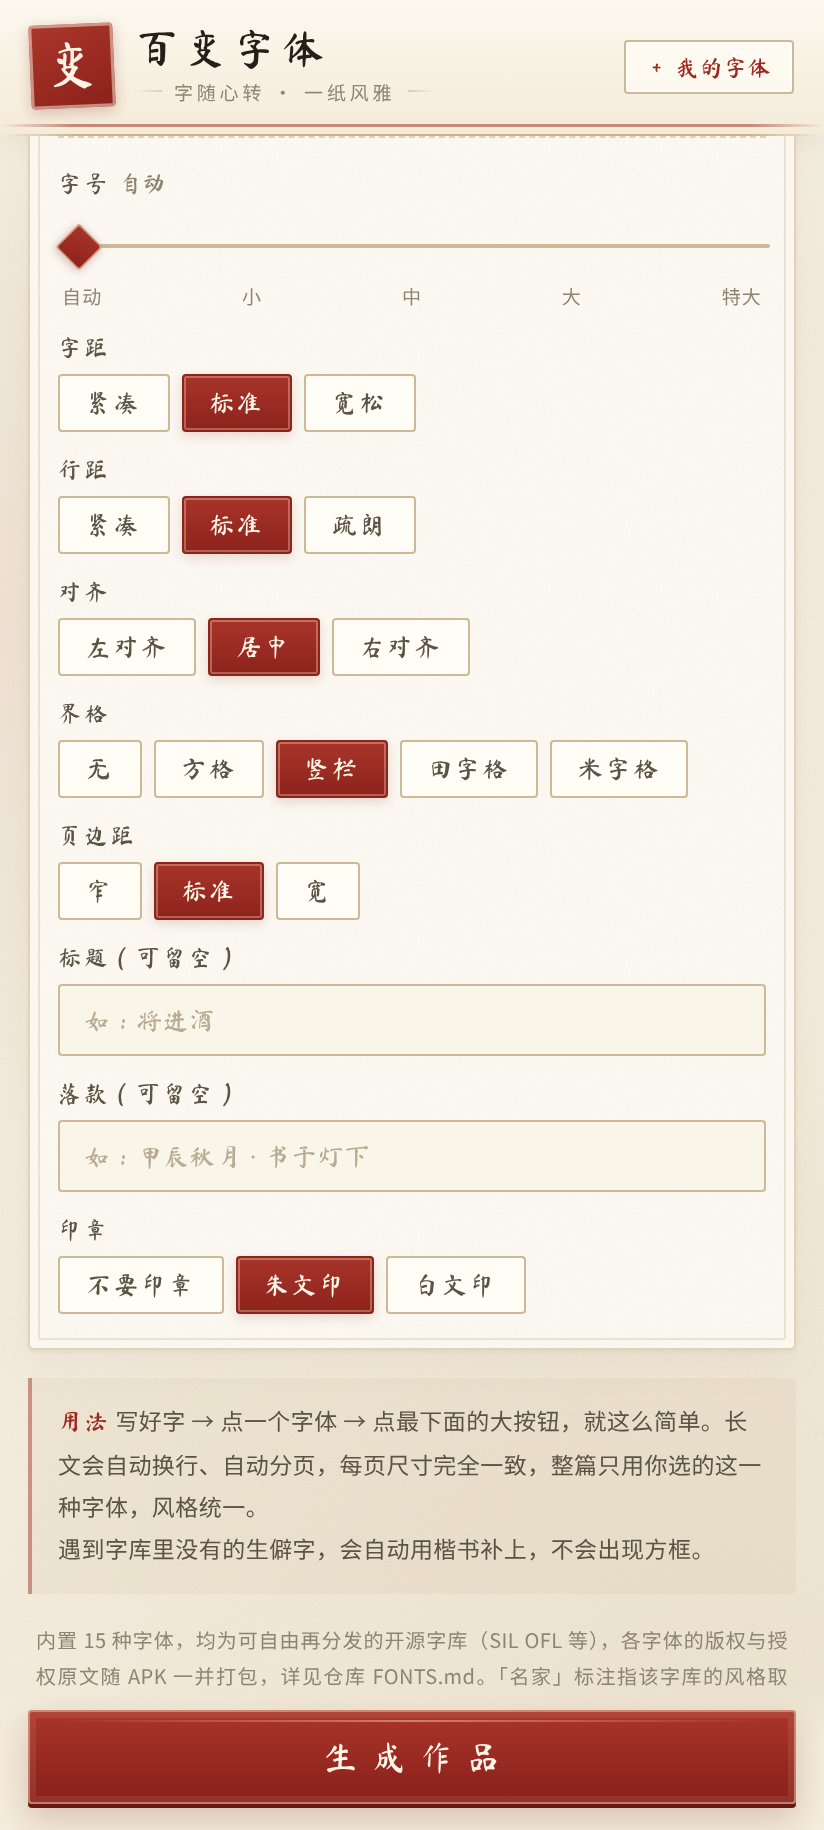 变
百变字体
字随心转 · 一纸风雅
+ 我的字体
字号 自动
自动 小 中 大 特大
字距
紧凑 标准 宽松
行距
紧凑 标准 疏朗
对齐
左对齐 居中 右对齐
界格
无 方格 竖栏 田字格 米字格
页边距
窄 标准 宽
标题(可留空)
如:将进酒
落款(可留空)
如:甲辰秋月·书于灯下
印章
不要印章 朱文印 白文印
用法 写好字 → 点一个字体 → 点最下面的大按钮，就这么简单。长
文会自动换行、自动分页，每页尺寸完全一致，整篇只用你选的这一
种字体，风格统一。
遇到字库里没有的生僻字，会自动用楷书补上，不会出现方框。
内置 15 种字体，均为可自由再分发的开源字库（SIL OFL 等），各字体的版权与授
权原文随 APK 一并打包，详见仓库 FONTS.md。「名家」标注指该字库的风格取
生成作品